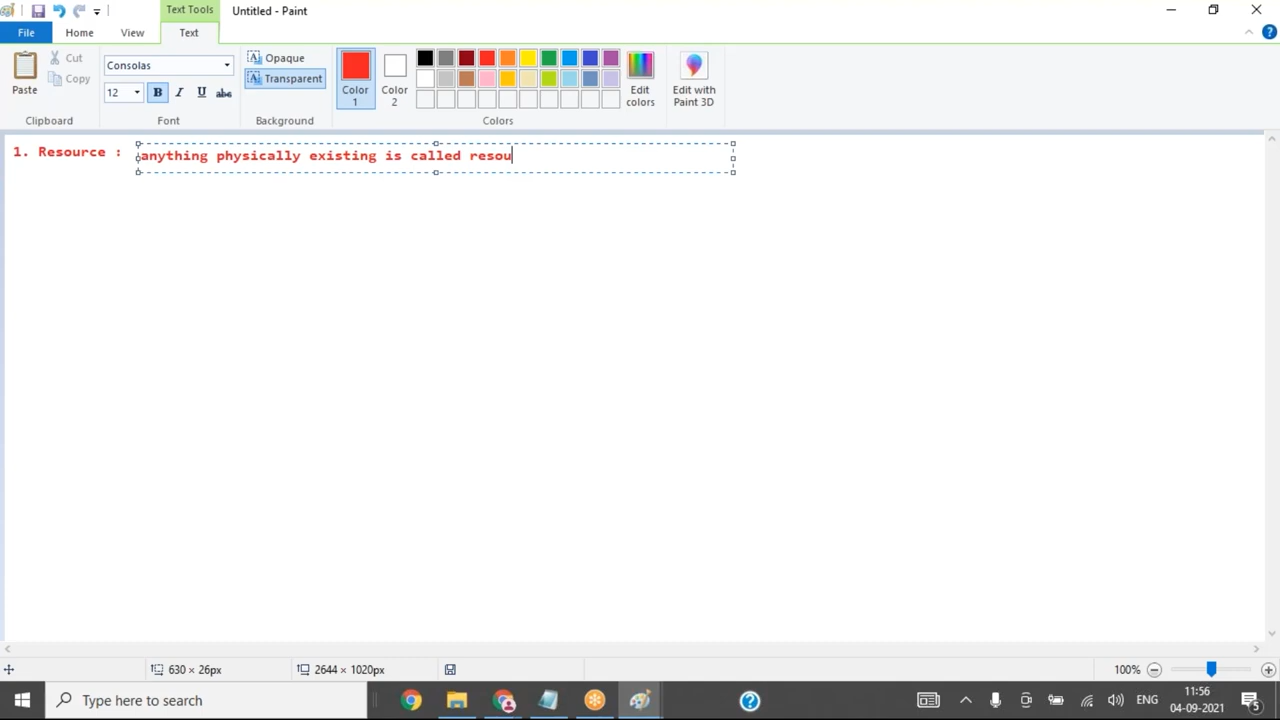 Text Tools
Untitled - Paint
File
Home
View
Text
Paste
Cut
Copy
Clipboard
Consolas
12
B I U abc
Font
Opaque
Transparent
Background
Color 1
Color 2
Colors
Edit colors
Edit with Paint 3D
1. Resource : anything physically existing is called resou
630 × 26px
2644 × 1020px
100%
Type here to search
ENG
11:56
04-09-2021
5